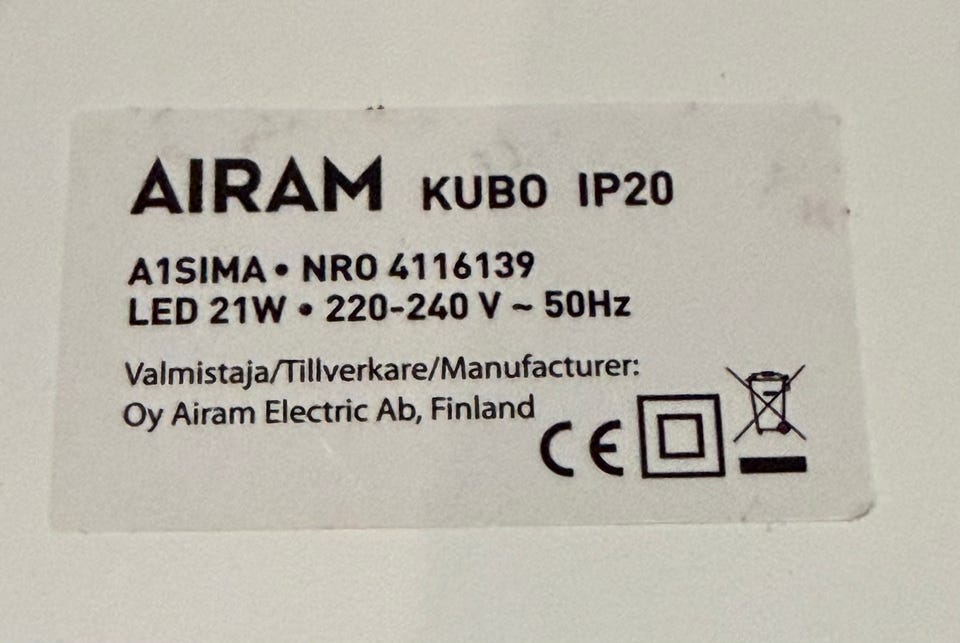 AIRAM KUBO IP20
A1SIMA • NRO 4116139
LED 21W • 220-240 V ~ 50Hz
Valmistaja/Tillverkare/Manufacturer:
Oy Airam Electric Ab, Finland
CE